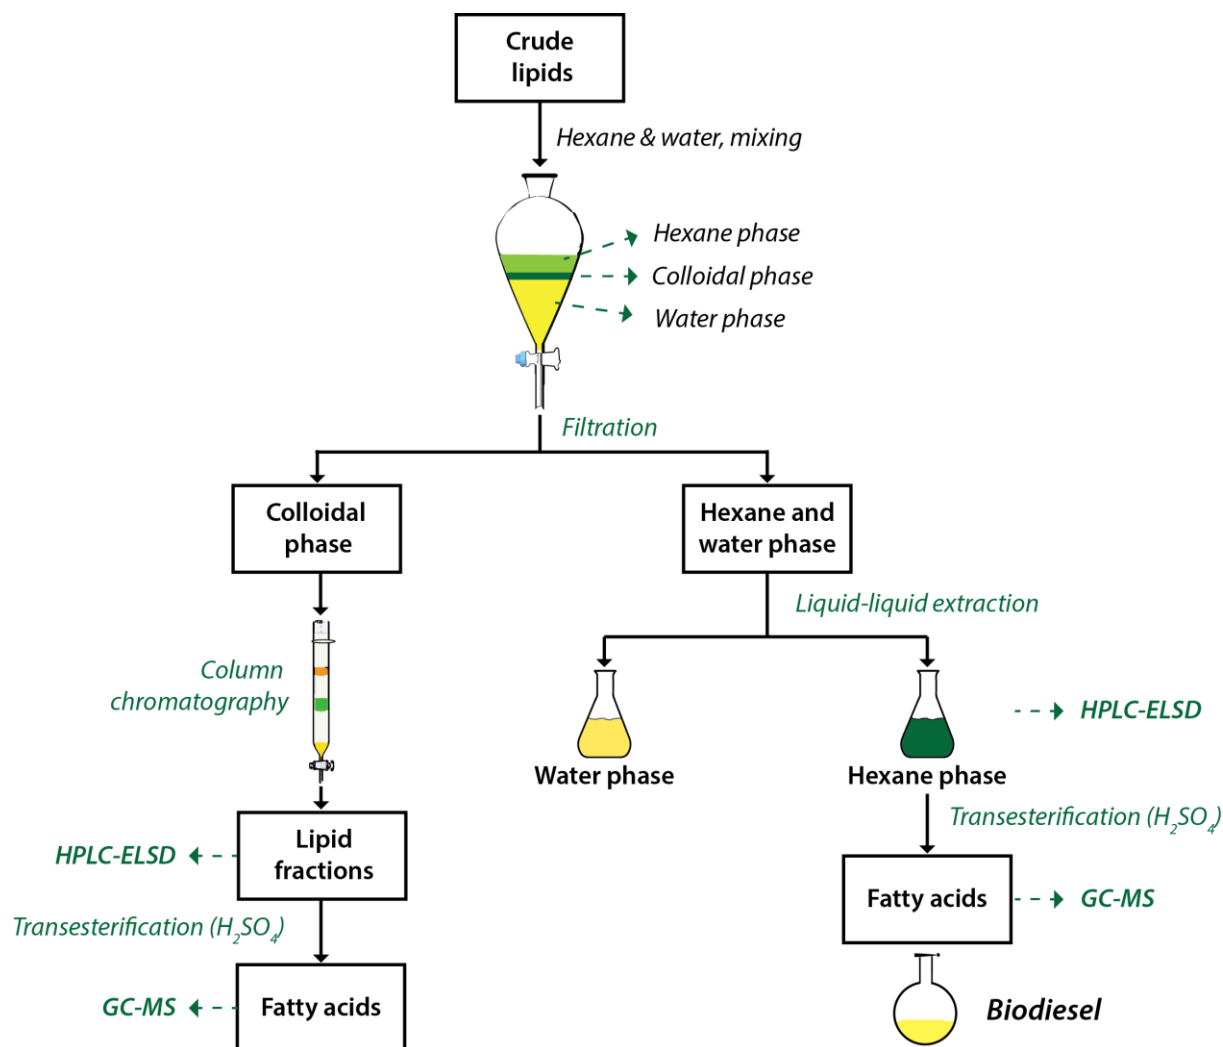 Crude
lipids
Hexane & water, mixing
Hexane phase
Colloidal phase
Water phase
Filtration
Colloidal
phase
Hexane and
water phase
Liquid-liquid extraction
Column
chromatography
HPLC-ELSD
Water phase
Hexane phase
Transesterification (H₂SO₄)
Lipid
fractions
HPLC-ELSD
Fatty acids
GC-MS
Transesterification (H₂SO₄)
Fatty acids
GC-MS
Biodiesel